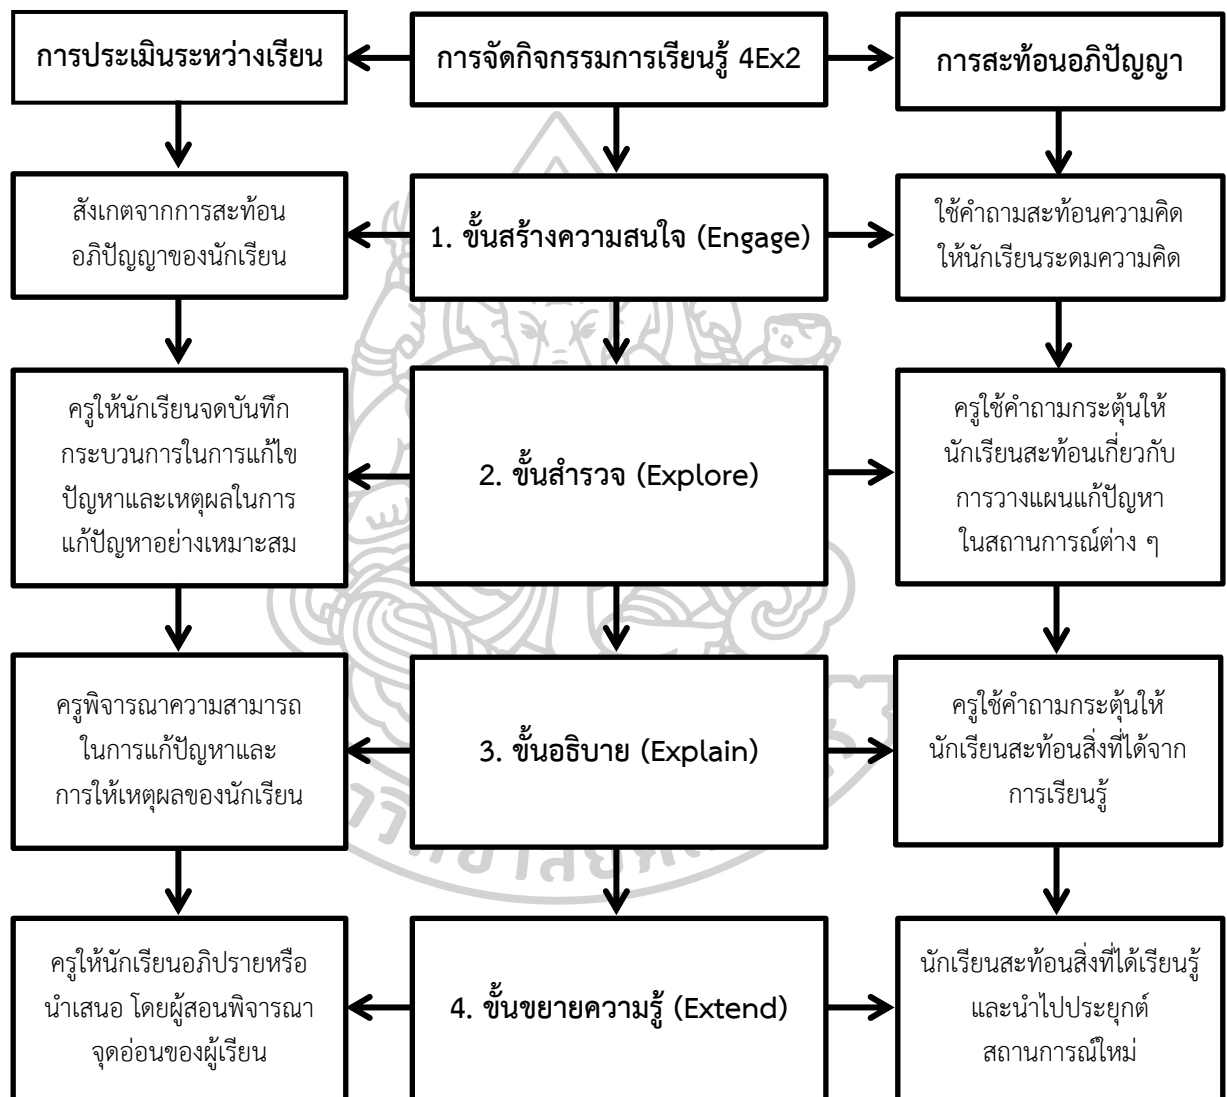 การประเมินระหว่างเรียน
การจัดกิจกรรมการเรียนรู้ 4Ex2
การสะท้อนอภิปัญญา
สังเกตจากการสะท้อน
อภิปัญญาของนักเรียน
1. ขั้นสร้างความสนใจ (Engage)
ใช้คำถามสะท้อนความคิด
ให้นักเรียนระดมความคิด
ครูให้นักเรียนจดบันทึก
กระบวนการในการแก้ไข
ปัญหาและเหตุผลในการ
แก้ปัญหาอย่างเหมาะสม
2. ขั้นสำรวจ (Explore)
ครูใช้คำถามกระตุ้นให้
นักเรียนสะท้อนเกี่ยวกับ
การวางแผนแก้ปัญหา
ในสถานการณ์ต่าง ๆ
ครูพิจารณาความสามารถ
ในการแก้ปัญหาและ
การให้เหตุผลของนักเรียน
3. ขั้นอธิบาย (Explain)
ครูใช้คำถามกระตุ้นให้
นักเรียนสะท้อนสิ่งที่ได้จาก
การเรียนรู้
ครูให้นักเรียนอภิปรายหรือ
นำเสนอ โดยผู้สอนพิจารณา
จุดอ่อนของผู้เรียน
4. ขั้นขยายความรู้ (Extend)
นักเรียนสะท้อนสิ่งที่ได้เรียนรู้
และนำไปประยุกต์
สถานการณ์ใหม่